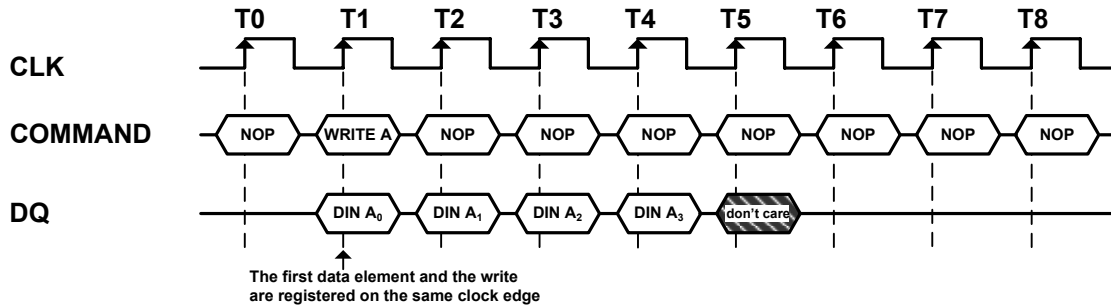 T0 T1 T2 T3 T4 T5 T6 T7 T8
CLK
COMMAND NOP WRITE A NOP NOP NOP NOP NOP NOP NOP
DQ DIN A₀ DIN A₁ DIN A₂ DIN A₃ don't care
The first data element and the write
are registered on the same clock edge